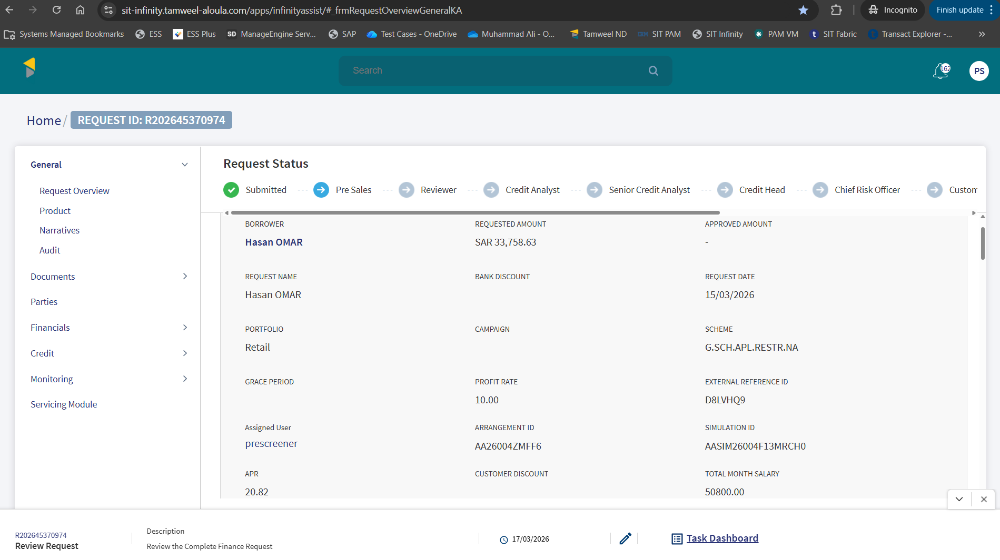 sit-infinity.tamweel-aloula.com/apps/infinityassist/#_frmRequestOverviewGeneralKA
Incognito
Finish update
Systems Managed Bookmarks
ESS
ESS Plus
SD ManageEngine Serv...
SAP
Test Cases - OneDrive
Muhammad Ali - O...
Tamweel ND
IBM SIT PAM
SIT Infinity
PAM VM
t SIT Fabric
t Transact Explorer -...
»
Search
162
PS
Home / REQUEST ID: R202645370974
General
Request Overview
Product
Narratives
Audit
Documents
Parties
Financials
Credit
Monitoring
Servicing Module
Request Status
Submitted --- Pre Sales --- Reviewer --- Credit Analyst --- Senior Credit Analyst --- Credit Head --- Chief Risk Officer --- Custom
BORROWER
Hasan OMAR
REQUESTED AMOUNT
SAR 33,758.63
APPROVED AMOUNT
-
REQUEST NAME
Hasan OMAR
BANK DISCOUNT
REQUEST DATE
15/03/2026
PORTFOLIO
Retail
CAMPAIGN
SCHEME
G.SCH.APL.RESTR.NA
GRACE PERIOD
PROFIT RATE
10.00
EXTERNAL REFERENCE ID
D8LVHQ9
Assigned User
prescreener
ARRANGEMENT ID
AA26004ZMFF6
SIMULATION ID
AASIM26004F13MRCH0
APR
20.82
CUSTOMER DISCOUNT
TOTAL MONTH SALARY
50800.00
R202645370974
Review Request
Description
Review the Complete Finance Request
17/03/2026
Task Dashboard